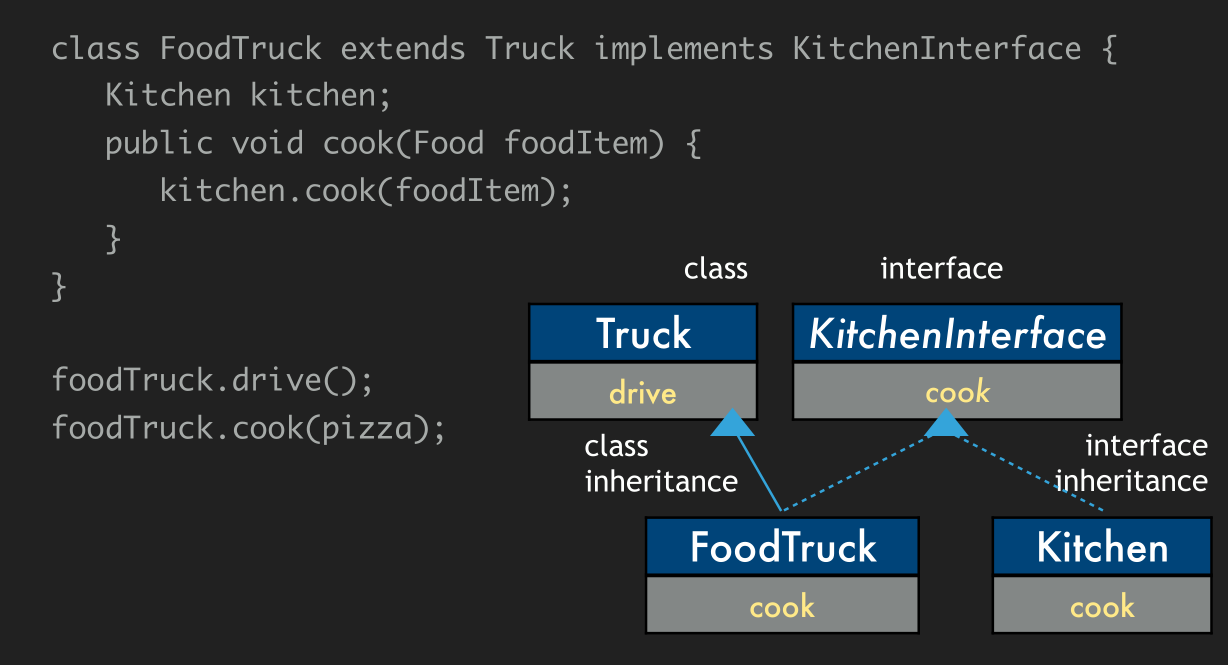 class FoodTruck extends Truck implements KitchenInterface {
Kitchen kitchen;
public void cook(Food foodItem) {
kitchen.cook(foodItem);
}
}
foodTruck.drive();
foodTruck.cook(pizza);
class
interface
Truck
KitchenInterface
drive
cook
class
inheritance
interface
inheritance
FoodTruck
Kitchen
cook
cook